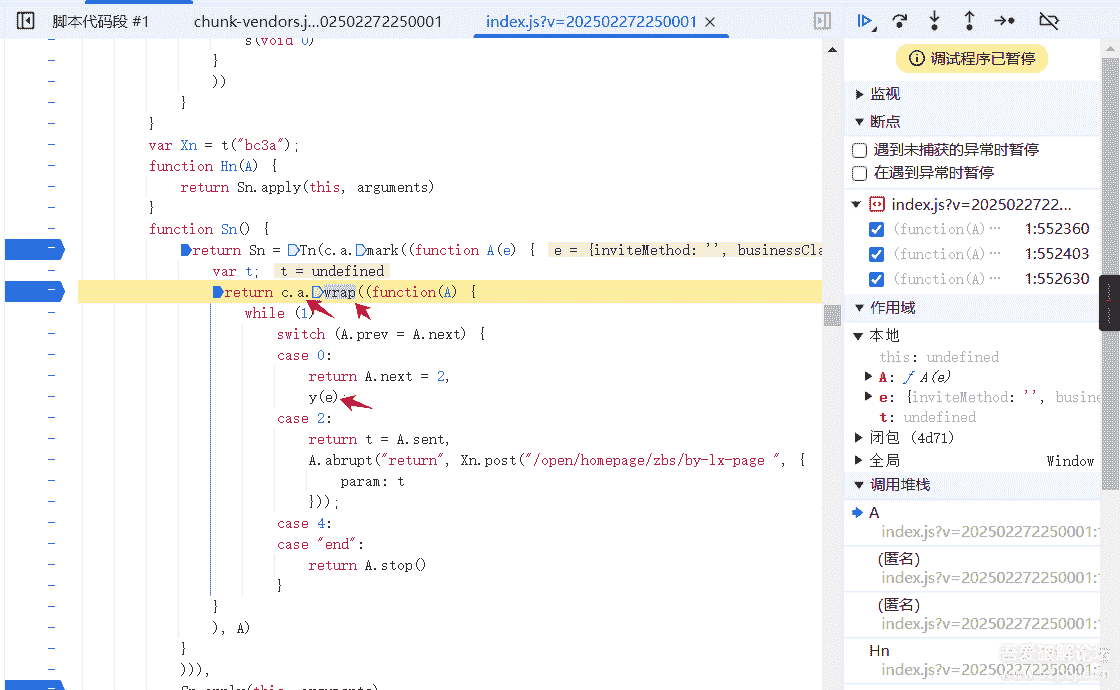 脚本代码段 #1
chunk-vendors.j...02502272250001
index.js?v=202502272250001
s(void 0)
}
))
}
}
var Xn = t("bc3a");
function Hn(A) {
return Sn.apply(this, arguments)
}
function Sn() {
return Sn = Tn(c.a.mark((function A(e) { e = {inviteMethod: '', businessCla
var t; t = undefined
return c.a.wrap((function(A) {
while (1)
switch (A.prev = A.next) {
case 0:
return A.next = 2,
y(e);
case 2:
return t = A.sent,
A.abrupt("return", Xn.post("/open/homepage/zbs/by-lx-page ", {
param: t
}));
case 4:
case "end":
return A.stop()
}
}
), A)
}
))),
Sn.apply(this, arguments)
调试程序已暂停
监视
断点
遇到未捕获的异常时暂停
在遇到异常时暂停
index.js?v=2025022722...
(function(A) ... 1:552360
(function(A) ... 1:552403
(function(A) ... 1:552630
作用域
本地
this: undefined
A: ƒ A(e)
e: {inviteMethod: '', busine
t: undefined
闭包 (4d71)
全局 Window
调用堆栈
A
index.js?v=202502272250001:
(匿名)
index.js?v=202502272250001:
(匿名)
index.js?v=202502272250001:
Hn
index.js?v=202502272250001: